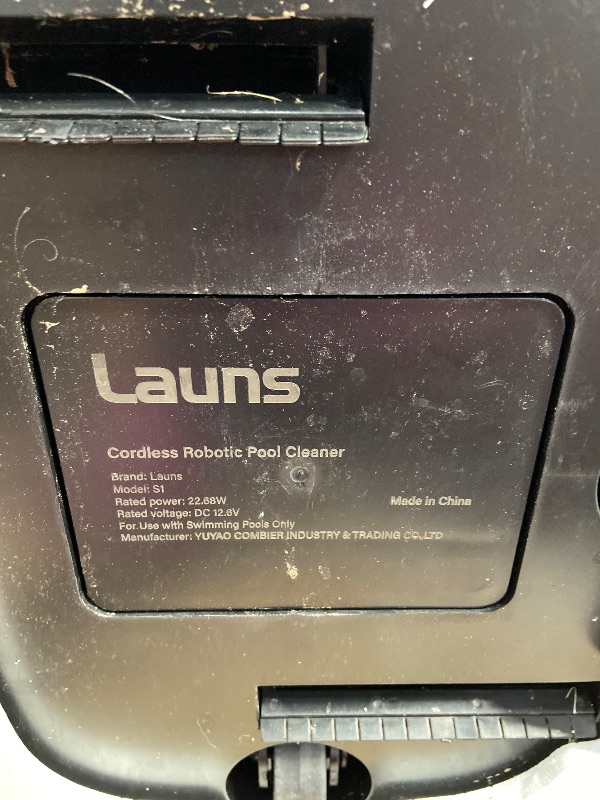 Launs
Cordless Robotic Pool Cleaner
Brand: Launs
Model: S1
Rated power: 22.68W
Made in China
Rated voltage: DC 12.6V
For Use with Swimming Pools Only
Manufacturer: YUYAO COMBIER INDUSTRY & TRADING CO.,LTD